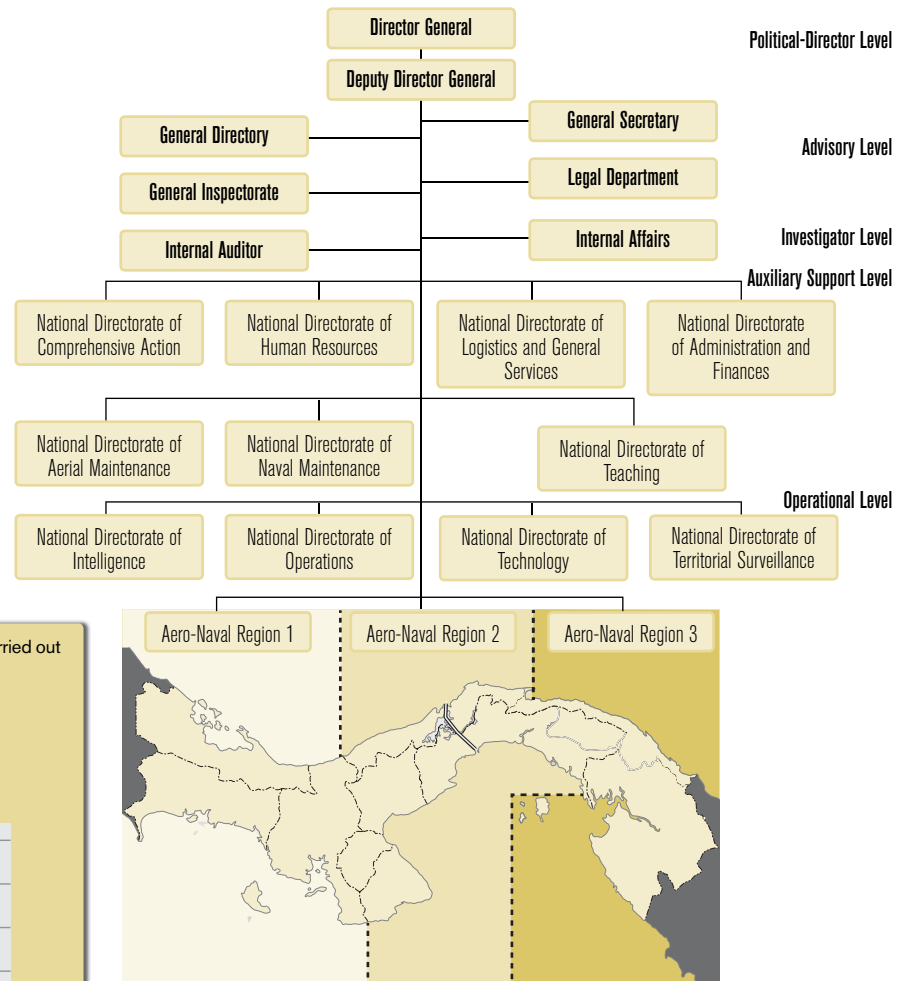 Director General
Political-Director Level
Deputy Director General
General Secretary
General Directory
Advisory Level
Legal Department
General Inspectorate
Internal Affairs
Investigator Level
Internal Auditor
Auxiliary Support Level
National Directorate of
Comprehensive Action
National Directorate of
Human Resources
National Directorate of
Logistics and General
Services
National Directorate
of Administration and
Finances
National Directorate of
Aerial Maintenance
National Directorate of
Naval Maintenance
National Directorate of
Teaching
Operational Level
National Directorate of
Intelligence
National Directorate of
Operations
National Directorate of
Technology
National Directorate of
Territorial Surveillance
rried out
Aero-Naval Region 1
Aero-Naval Region 2
Aero-Naval Region 3